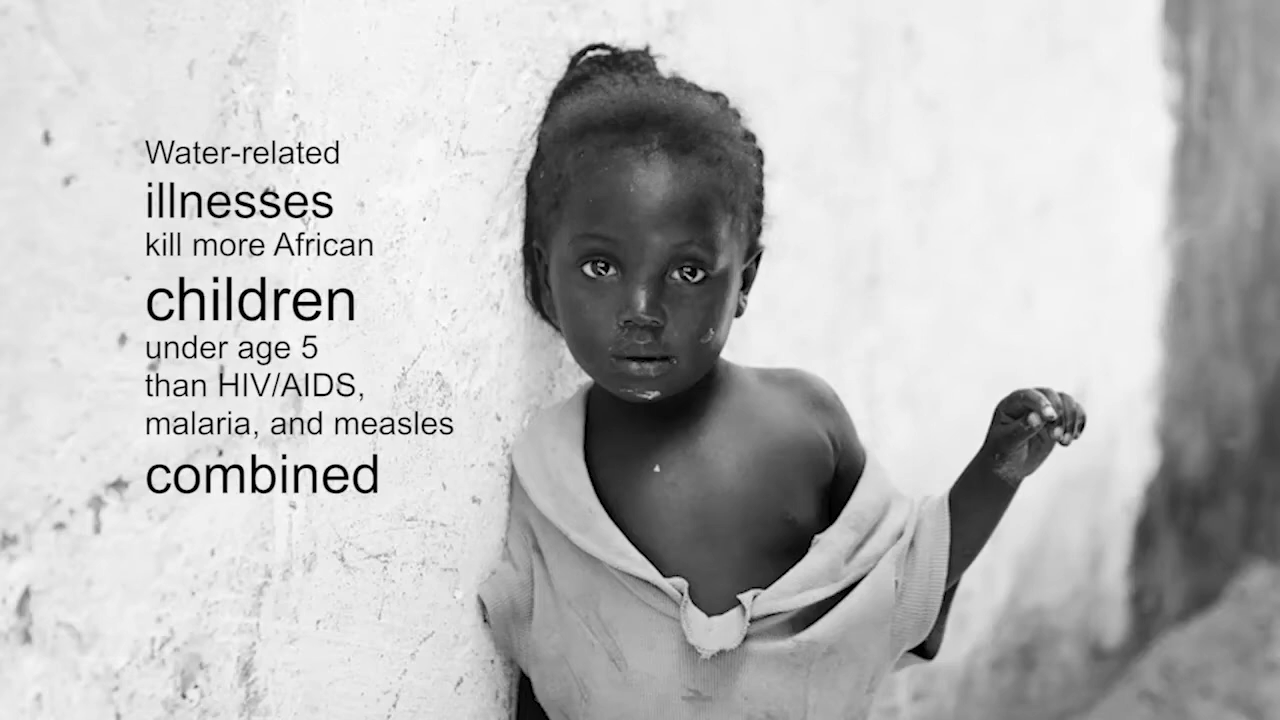 Water-related
illnesses
kill more African
children
under age 5
than HIV/AIDS,
malaria, and measles
combined